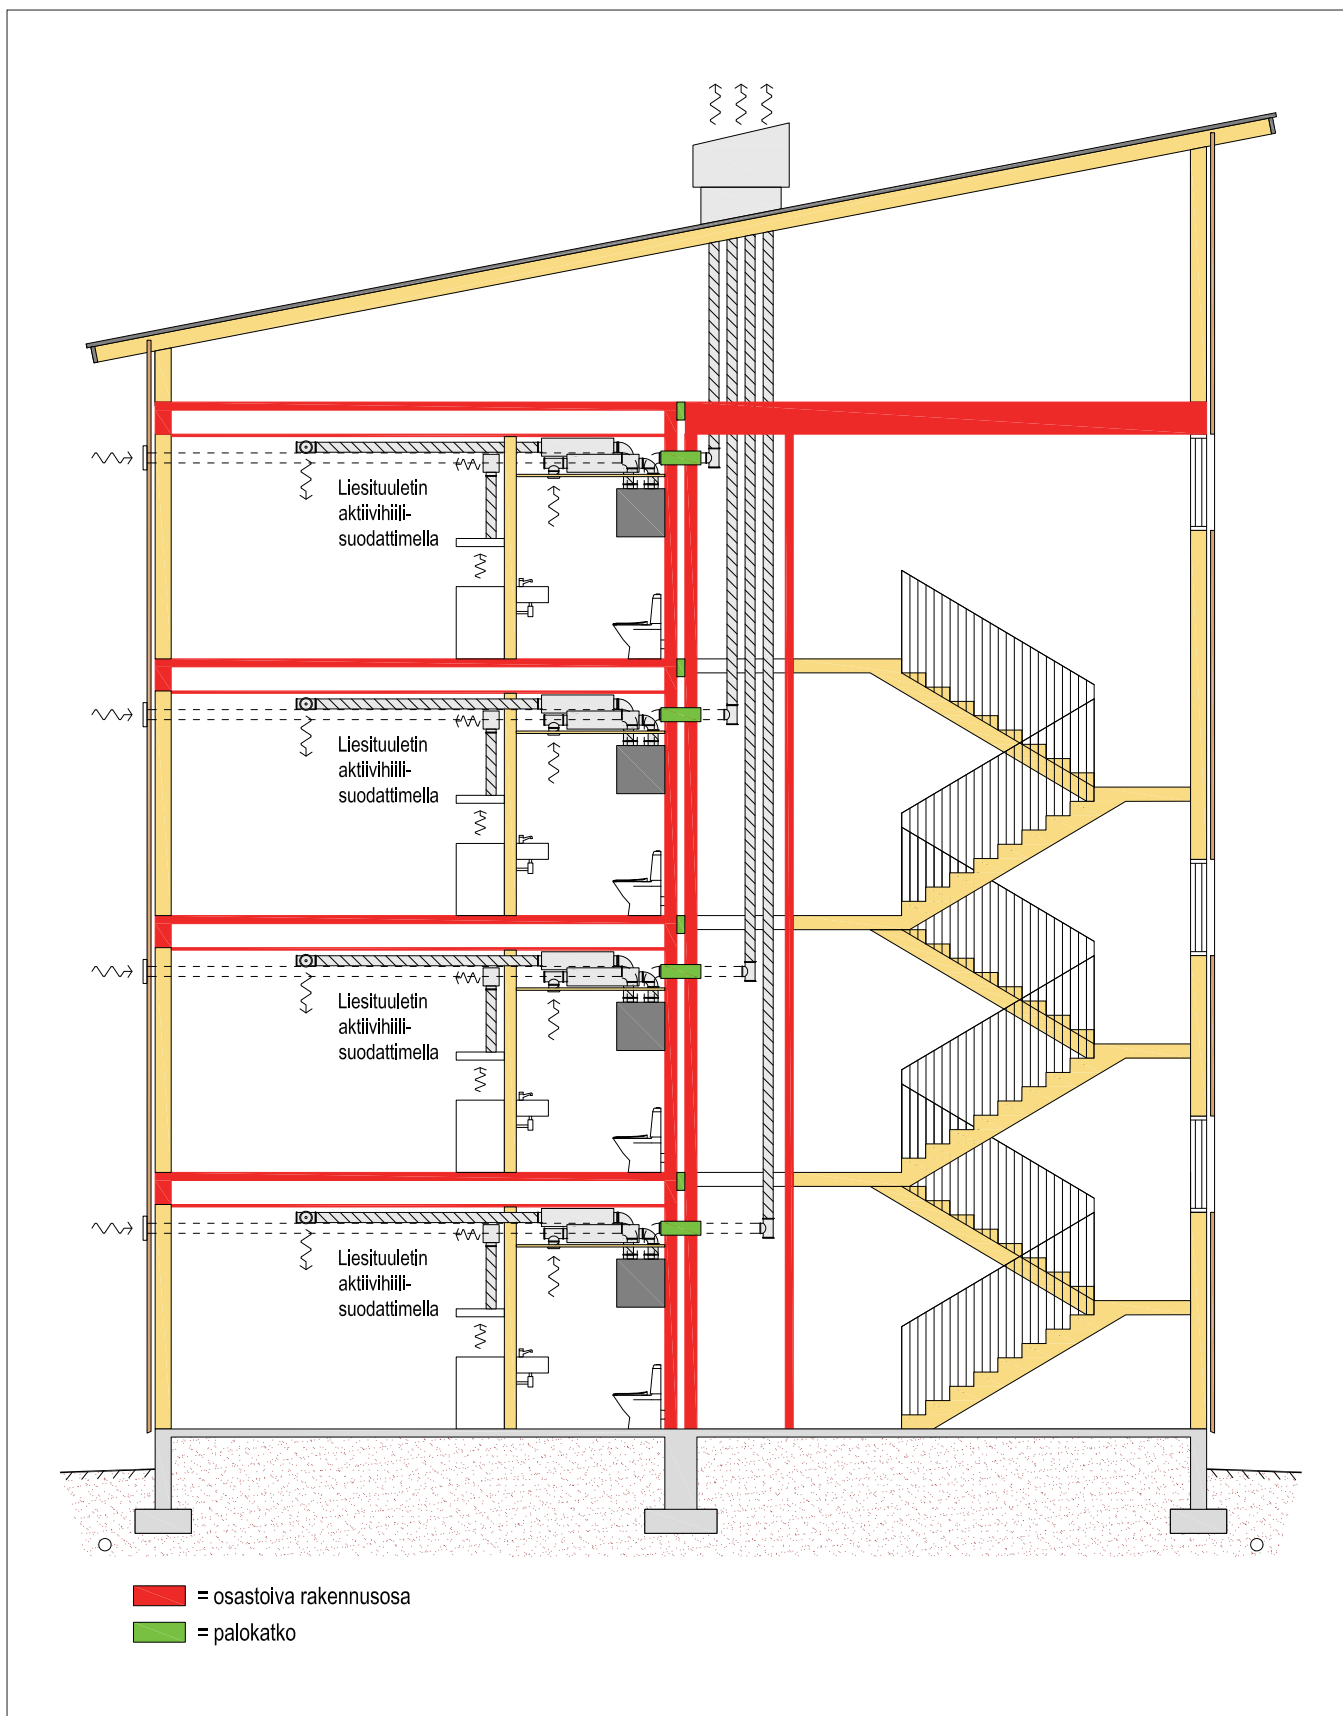 Liesituuletin
aktiivihiili-
suodattimella
Liesituuletin
aktiivihiili-
suodattimella
Liesituuletin
aktiivihiili-
suodattimella
Liesituuletin
aktiivihiili-
suodattimella
= osastoiva rakennusosa
= palokatko